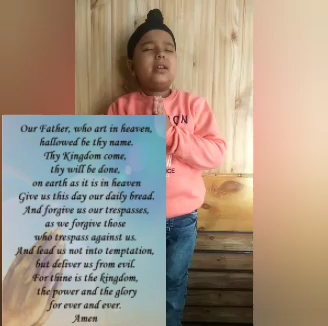 Our Father, who art in heaven,
hallowed be thy name.
Thy Kingdom come,
thy will be done,
on earth as it is in heaven
Give us this day our daily bread.
And forgive us our trespasses,
as we forgive those
who trespass against us.
And lead us not into temptation,
but deliver us from evil.
For thine is the kingdom,
the power and the glory
for ever and ever.
Amen